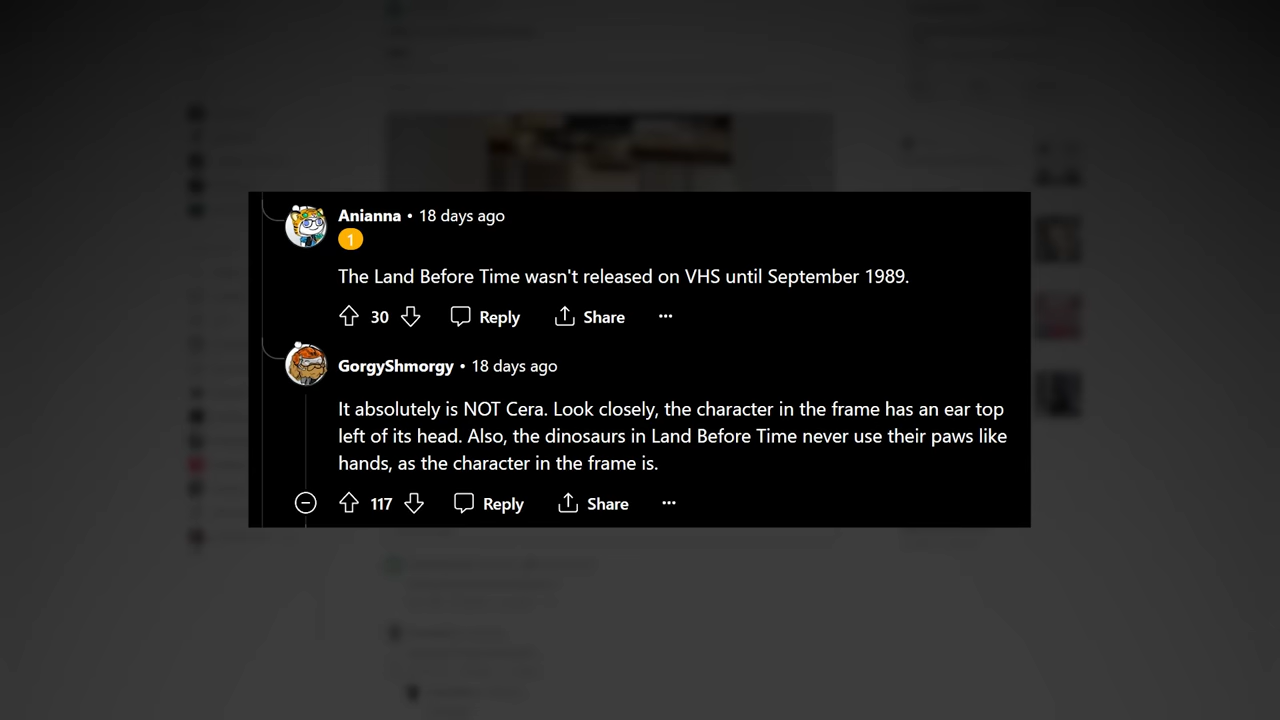 Anianna • 18 days ago
1
The Land Before Time wasn't released on VHS until September 1989.
30 Reply Share ···
GorgyShmorgy • 18 days ago
It absolutely is NOT Cera. Look closely, the character in the frame has an ear top
left of its head. Also, the dinosaurs in Land Before Time never use their paws like
hands, as the character in the frame is.
117 Reply Share ···